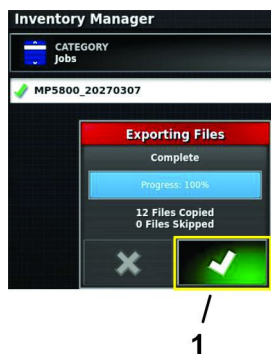 Inventory Manager
CATEGORY
Jobs
MP5800_20270307
Exporting Files
Complete
Progress: 100%
12 Files Copied
0 Files Skipped
1